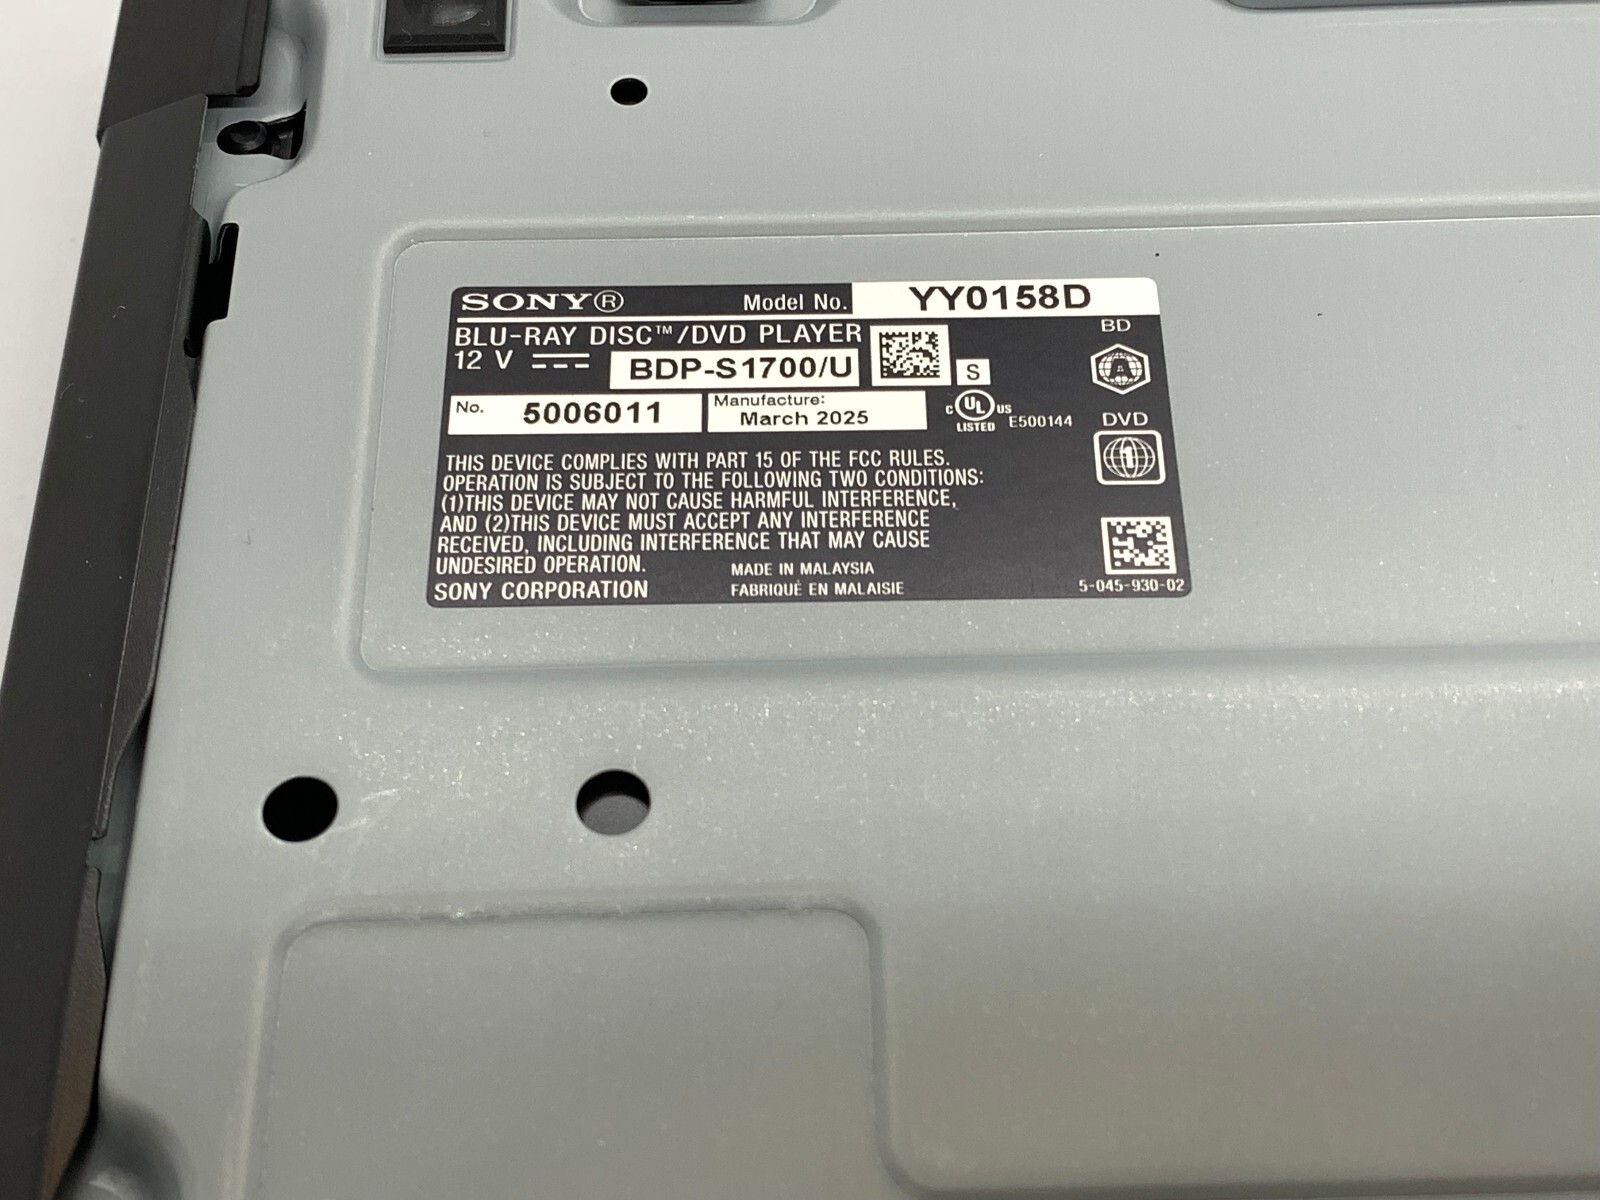 SONY® Model No. YY0158D
BLU-RAY DISC™/DVD PLAYER
12 V BDP-S1700/U S
BD
A
No. 5006011 Manufacture: March 2025
C UL US LISTED E500144
DVD
1
THIS DEVICE COMPLIES WITH PART 15 OF THE FCC RULES.
OPERATION IS SUBJECT TO THE FOLLOWING TWO CONDITIONS:
(1)THIS DEVICE MAY NOT CAUSE HARMFUL INTERFERENCE,
AND (2)THIS DEVICE MUST ACCEPT ANY INTERFERENCE
RECEIVED, INCLUDING INTERFERENCE THAT MAY CAUSE
UNDESIRED OPERATION.
SONY CORPORATION
MADE IN MALAYSIA
FABRIQUÉ EN MALAISIE
5-045-930-02